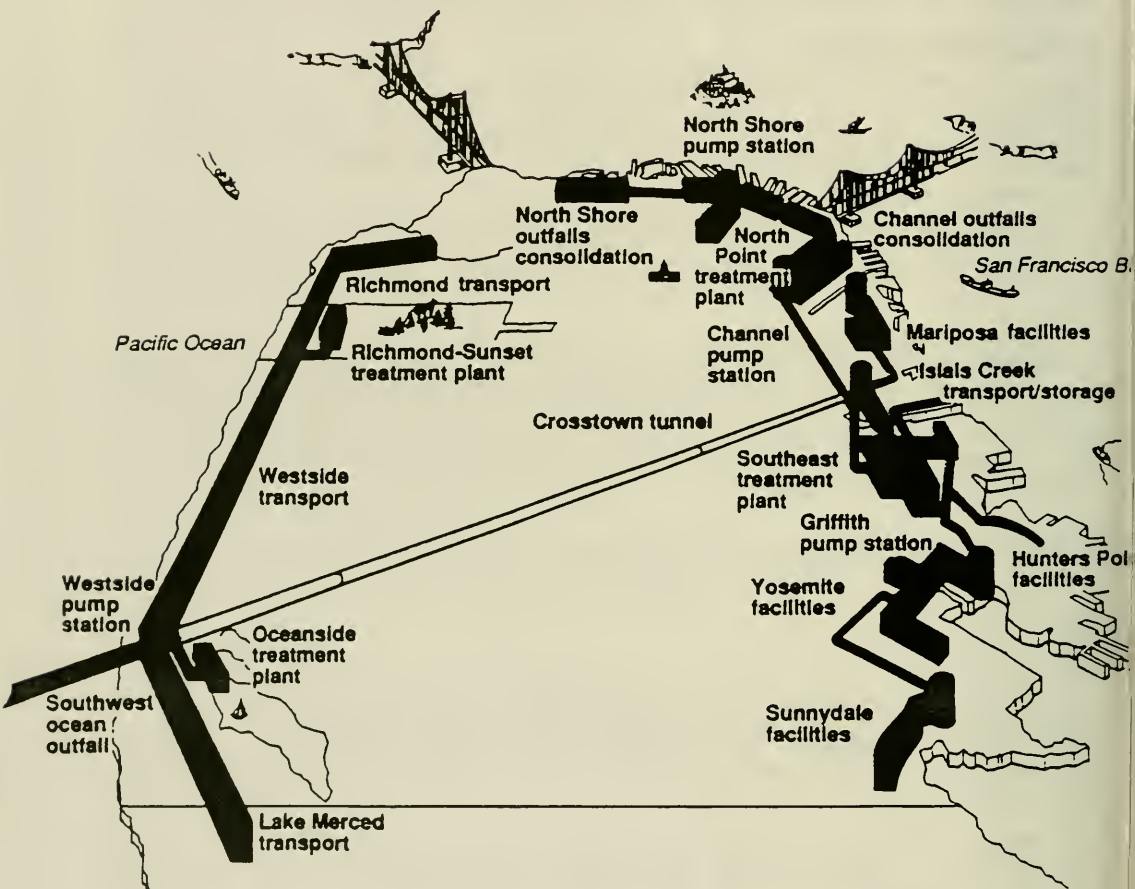 North Shore
pump station
North Shore
outfalls
consolidation
North
Point
treatment
plant
Channel outfalls
consolidation
San Francisco B
Richmond transport
Pacific Ocean
Richmond-Sunset
treatment plant
Channel
pump
station
Mariposa facilities
Islais Creek
transport/storage
Crosstown tunnel
Westside
transport
Southeast
treatment
plant
Griffith
pump station
Hunters Poi
facilities
Yosemite
facilities
Westside
pump
station
Oceanside
treatment
plant
Southwest
ocean
outfall
Sunnydale
facilities
Lake Merced
transport